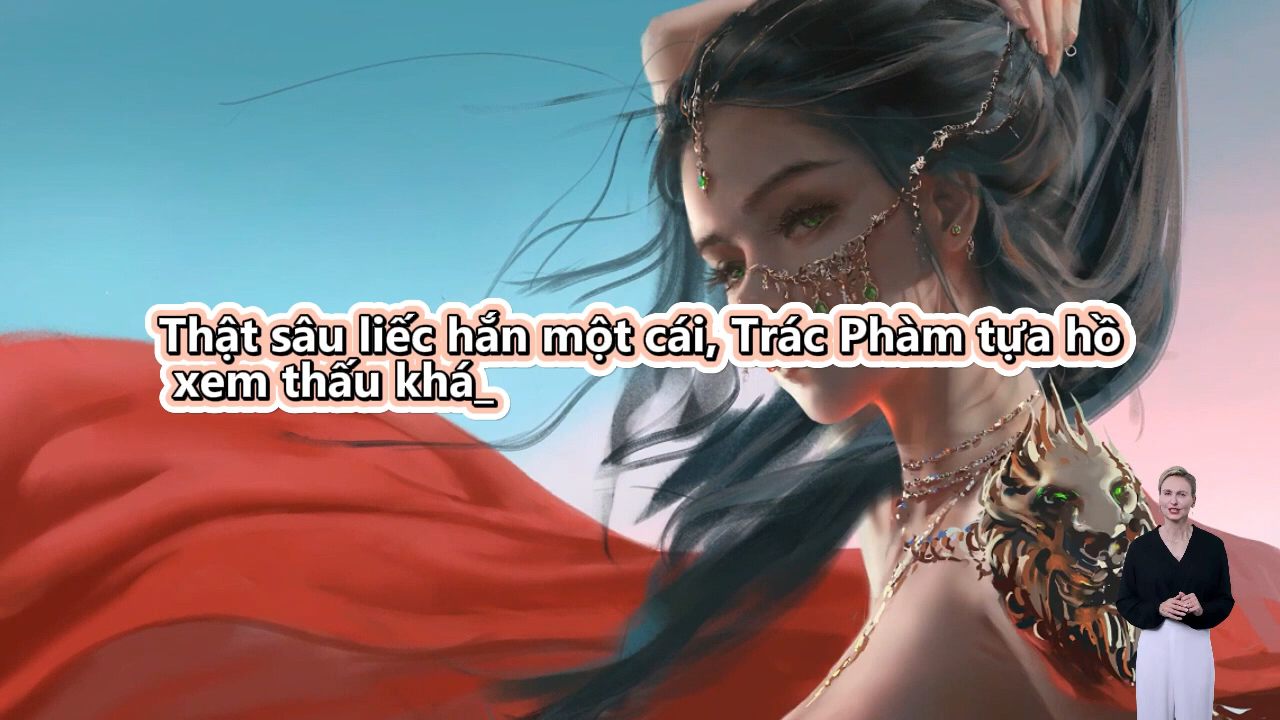 Thật sâu liếc hắn một cái, Trác Phàm tựa hồ
xem thấu khá_